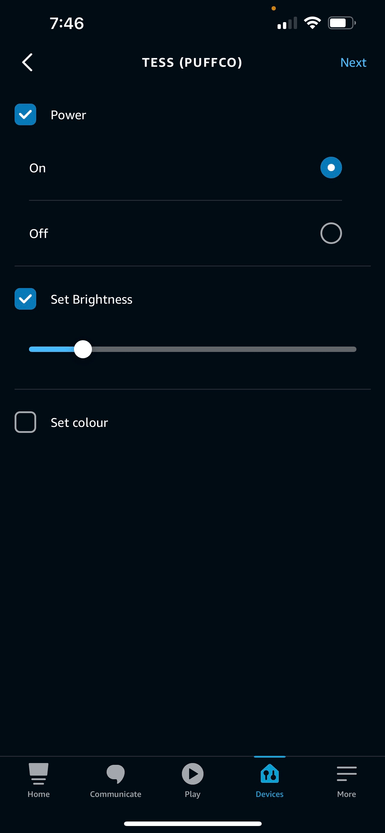 7:46
TESS (PUFFCO)
Next
Power
On
Off
Set Brightness
Set colour
Home
Communicate
Play
Devices
More